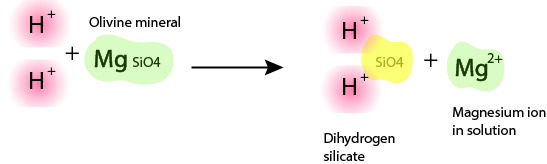 Olivine mineral
H+
H+
+
Mg SiO4
H+
H+
SiO4
+
Mg2+
Dihydrogen
silicate
Magnesium ion
in solution